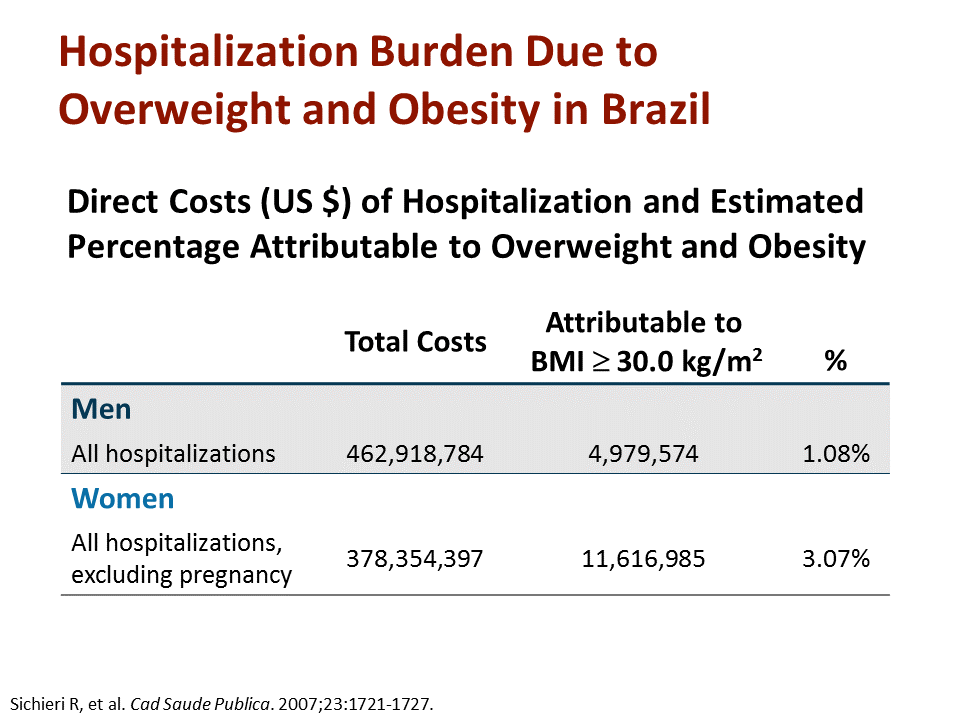 Hospitalization Burden Due to
Overweight and Obesity in Brazil
Direct Costs (US $) of Hospitalization and Estimated
Percentage Attributable to Overweight and Obesity
Total Costs
Attributable to
BMI ≥ 30.0 kg/m²
%
Men
All hospitalizations 462,918,784 4,979,574 1.08%
Women
All hospitalizations,
excluding pregnancy
378,354,397 11,616,985 3.07%
Sichieri R, et al. Cad Saude Publica. 2007;23:1721-1727.